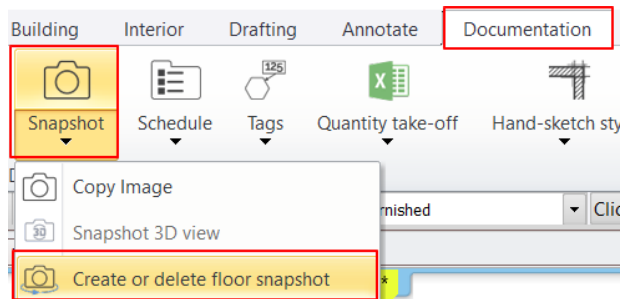 Building Interior Drafting Annotate Documentation
125
Snapshot Schedule Tags Quantity take-off Hand-sketch sty
Copy Image
rnished Clic
3D
Snapshot 3D view
Create or delete floor snapshot *